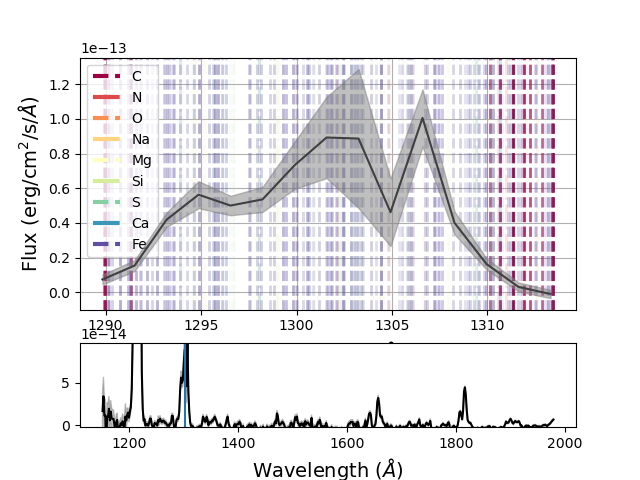 1e−13
Flux (erg/cm²/s/Å)
1.2
1.0
0.8
0.6
0.4
0.2
0.0
C
N
O
Na
Mg
Si
S
Ca
Fe
1290 1295 1300 1305 1310
1e−14
5
0
1200 1400 1600 1800 2000
Wavelength (Å)